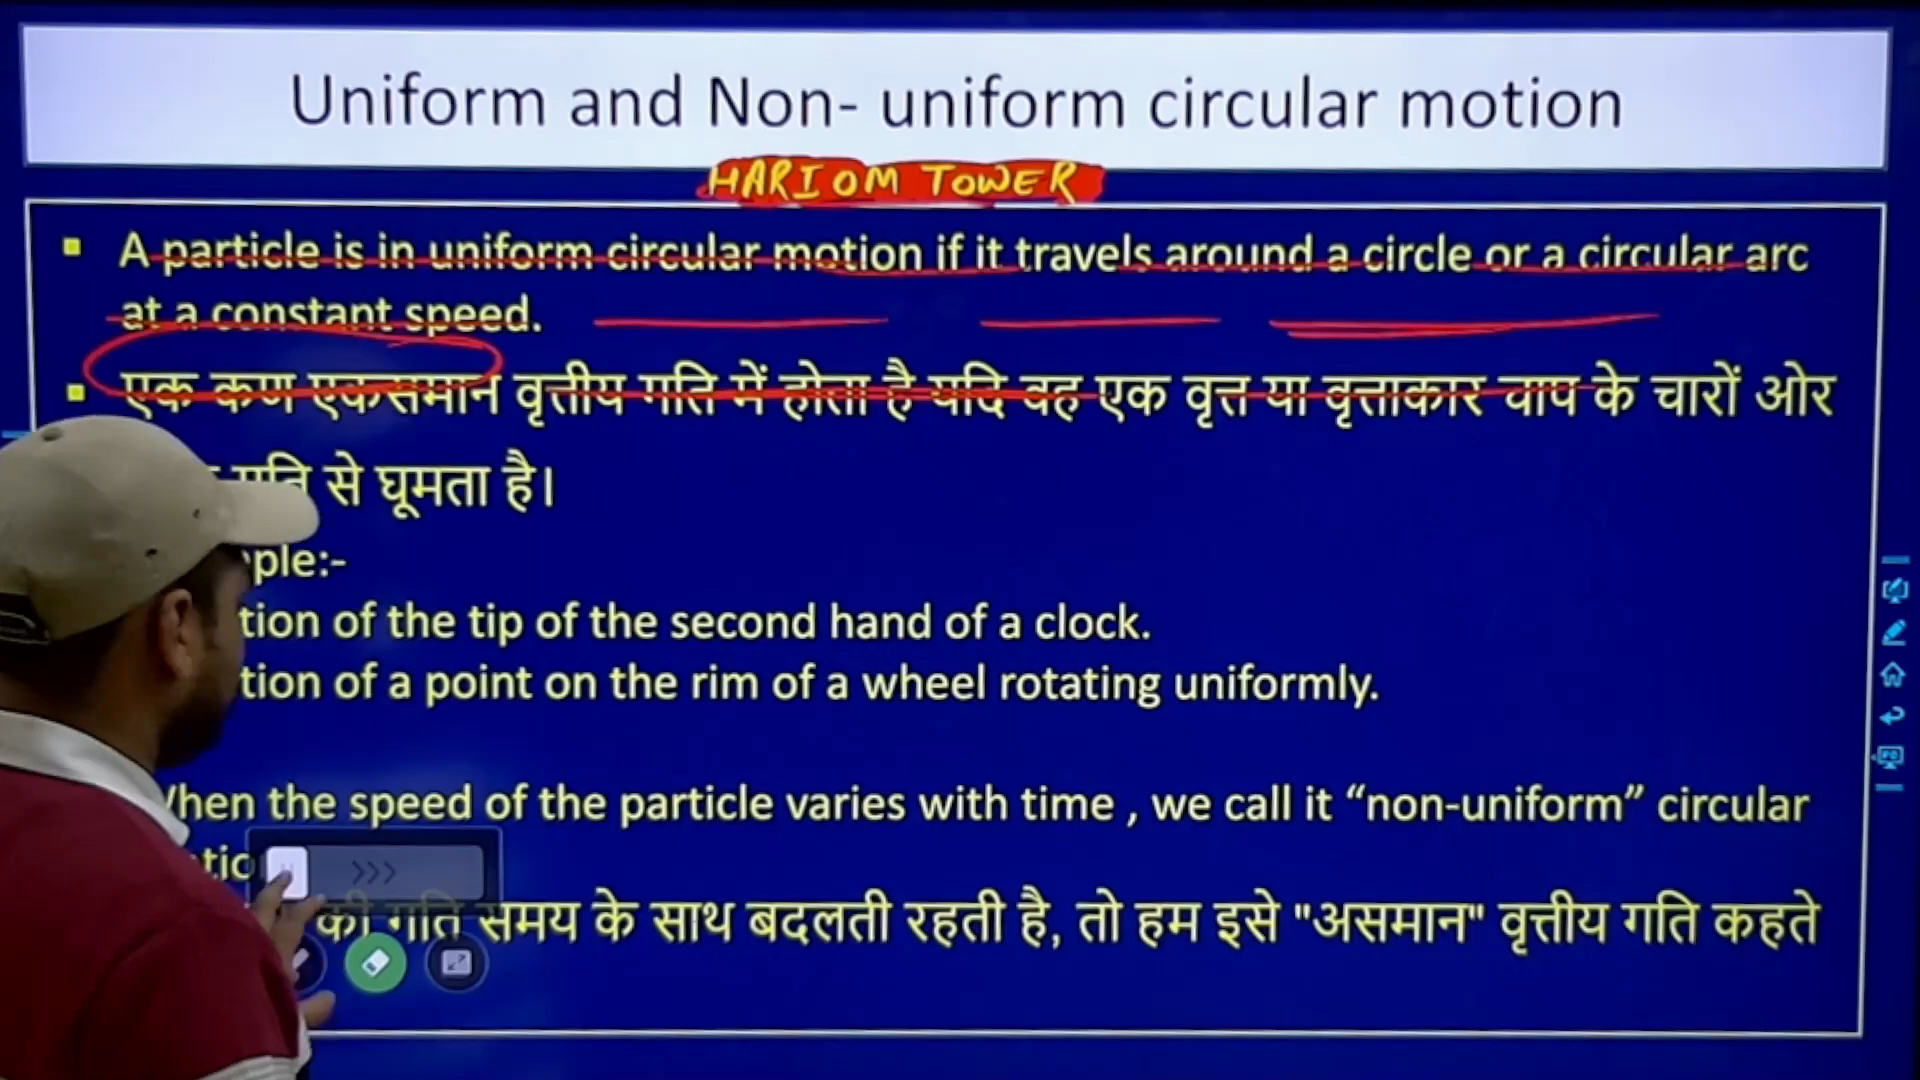 Uniform and Non- uniform circular motion
HARIOM TOWER
A particle is in uniform circular motion if it travels around a circle or a circular arc
at a constant speed.
एक कण एकसमान वृत्तीय गति में होता है यदि वह एक वृत्त या वृत्ताकार चाप के चारों ओर
गति से घूमता है।
ple:-
tion of the tip of the second hand of a clock.
tion of a point on the rim of a wheel rotating uniformly.
When the speed of the particle varies with time , we call it “non-uniform” circular
की गति समय के साथ बदलती रहती है, तो हम इसे "असमान" वृत्तीय गति कहते